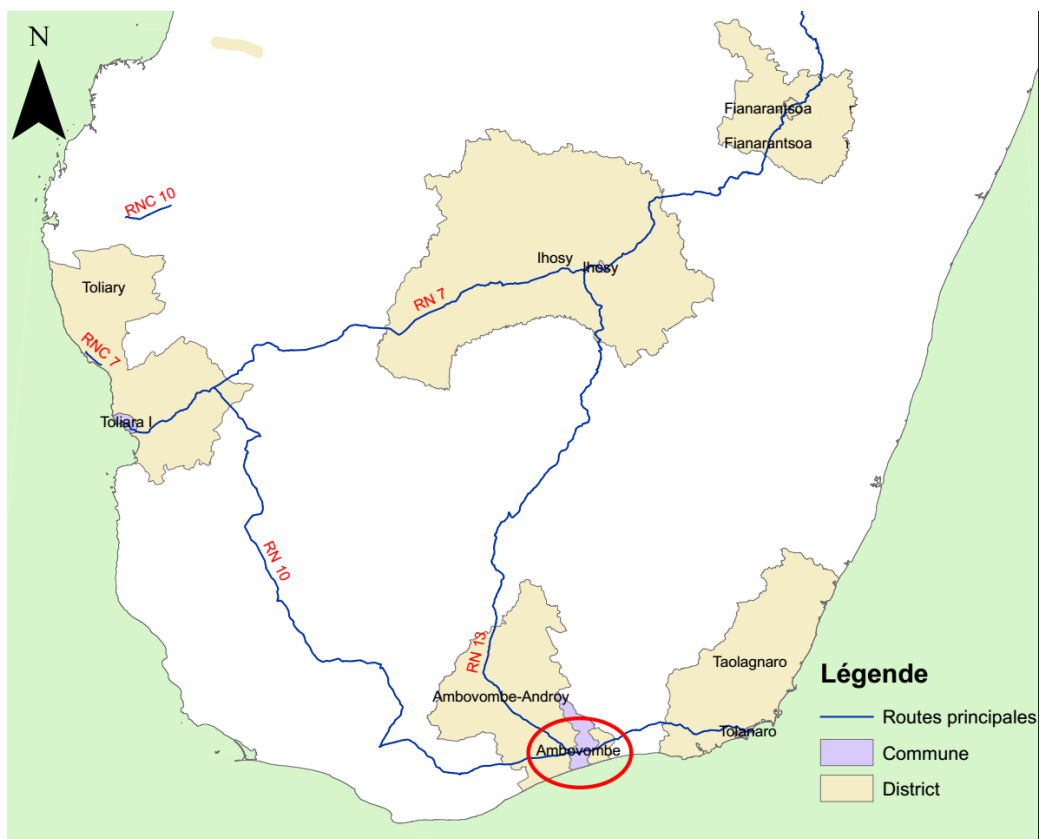 N
Fianarantsoa
Fianarantsoa
RNC 10
Ihosy
Ihosy
Toliary
RN 7
RNC 7
Toliara I
RN 10
RN 13
Taolagnaro
Ambovombe-Androy
Tolanaro
Ambovombe
Légende
Routes principales
Commune
District